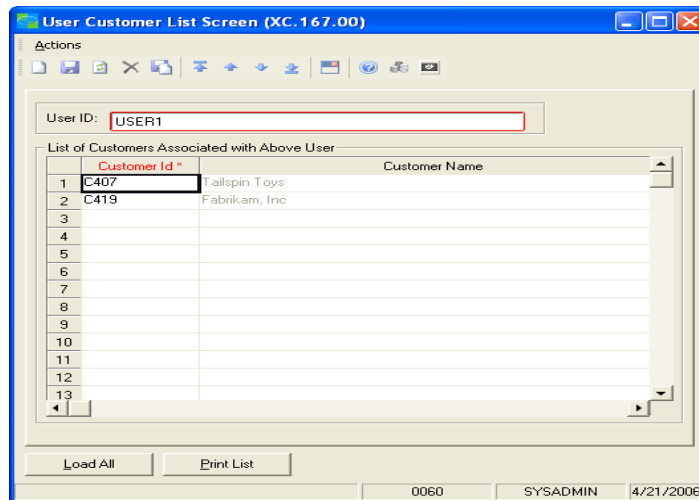 User Customer List Screen (XC.167.00)
Actions
User ID: USER1
List of Customers Associated with Above User
Customer Id * Customer Name
1 C407 Tailspin Toys
2 C419 Fabrikam, Inc
3
4
5
6
7
8
9
10
11
12
13
Load All Print List
0060 SYSADMIN 4/21/2006